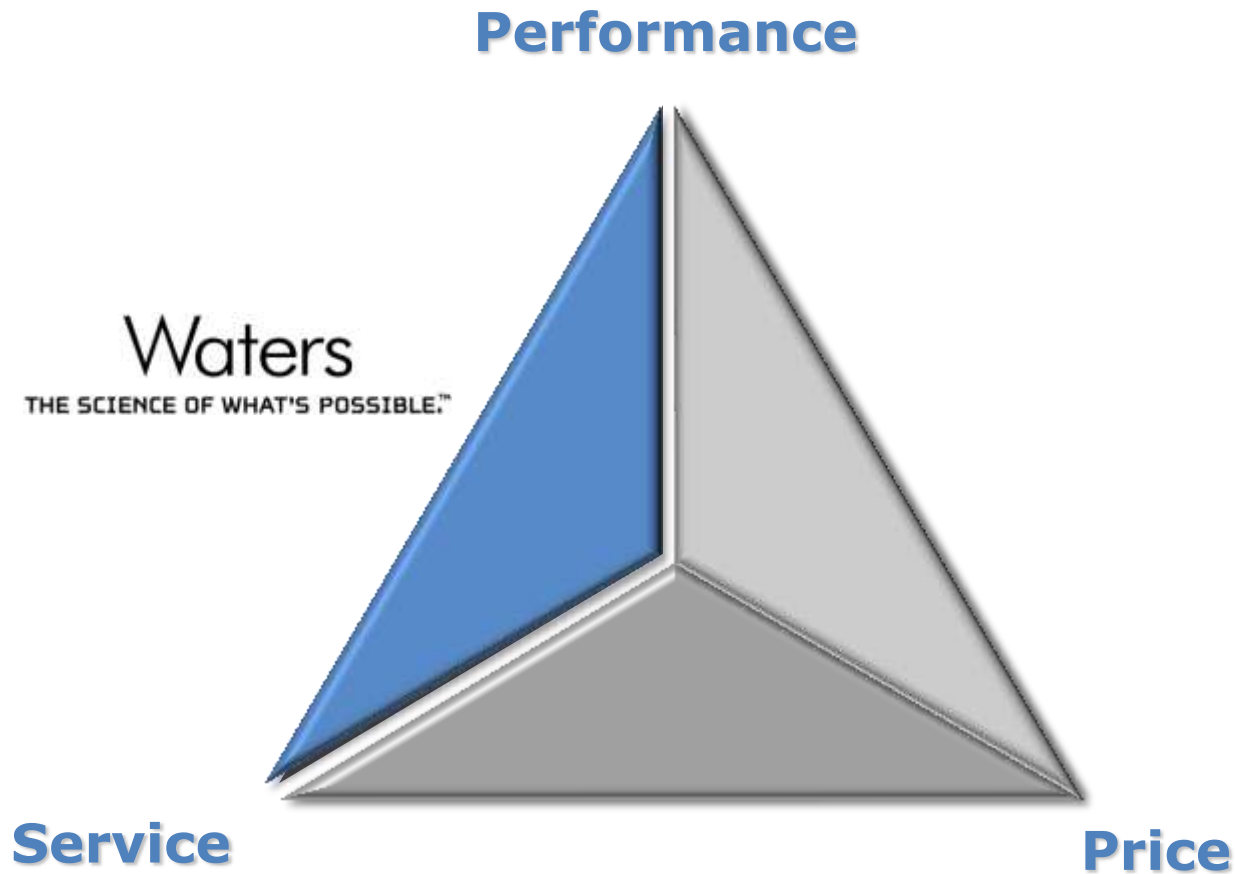 Performance
Waters
THE SCIENCE OF WHAT'S POSSIBLE.™
Service
Price